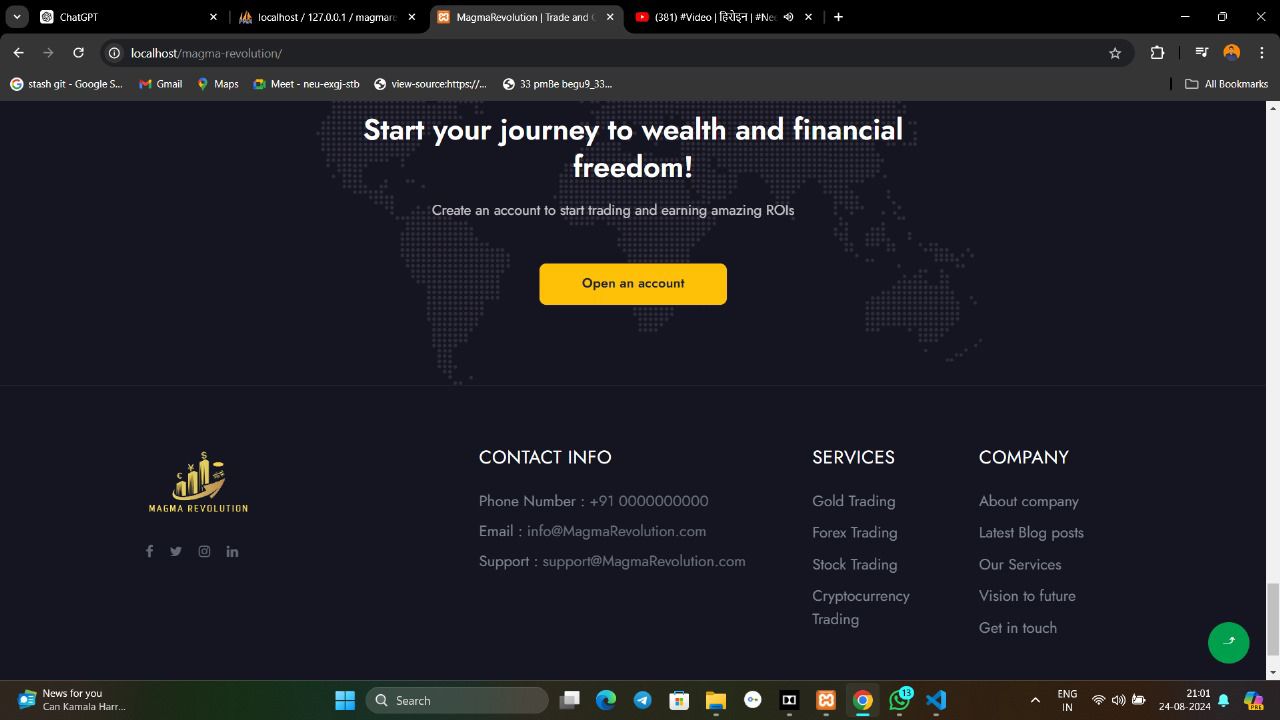 ChatGPT
localhost / 127.0.0.1 / magmare
MagmaRevolution | Trade and C
(381) #Video | हिरोइन | #Nee
localhost/magma-revolution/
stash git - Google S...
Gmail
Maps
Meet - neu-exgj-stb
view-source:https://...
33 pm8e begu9_33...
All Bookmarks
Start your journey to wealth and financial
freedom!
Create an account to start trading and earning amazing ROIs
Open an account
MAGMA REVOLUTION
CONTACT INFO
Phone Number : +91 0000000000
Email : info@MagmaRevolution.com
Support : support@MagmaRevolution.com
SERVICES
Gold Trading
Forex Trading
Stock Trading
Cryptocurrency
Trading
COMPANY
About company
Latest Blog posts
Our Services
Vision to future
Get in touch
News for you
Can Kamala Harr...
Search
13
ENG
IN
21:01
24-08-2024